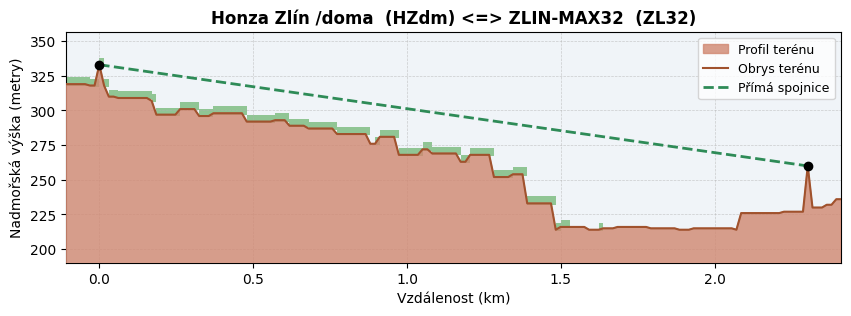 Honza Zlín /doma  (HZdm) <=> ZLIN-MAX32  (ZL32)
Nadmořská výška (metry)
350
325
300
275
250
225
200
Profil terénu
Obrys terénu
Přímá spojnice
0.0
0.5
1.0
1.5
2.0
Vzdálenost (km)